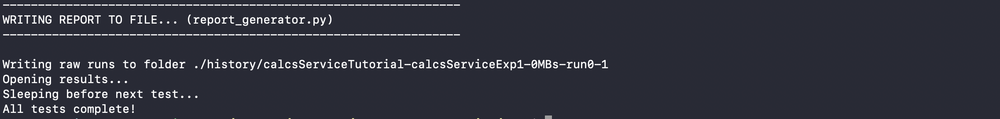 -----------------------------------------------------------------
WRITING REPORT TO FILE... (report_generator.py)
-----------------------------------------------------------------
Writing raw runs to folder ./history/calcsServiceTutorial-calcsServiceExp1-0MBs-run0-1
Opening results...
Sleeping before next test...
All tests complete!